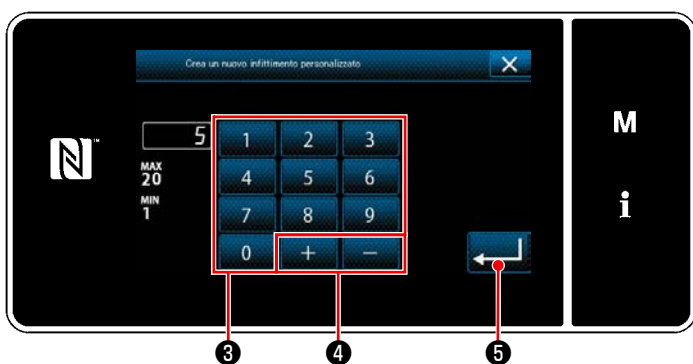 Crea un nuovo infittimento personalizzato
5
1 2 3
M
N™
MAX
20
4 5 6
MIN
1
7 8 9
i
0 + −
❸ ❹ ❺